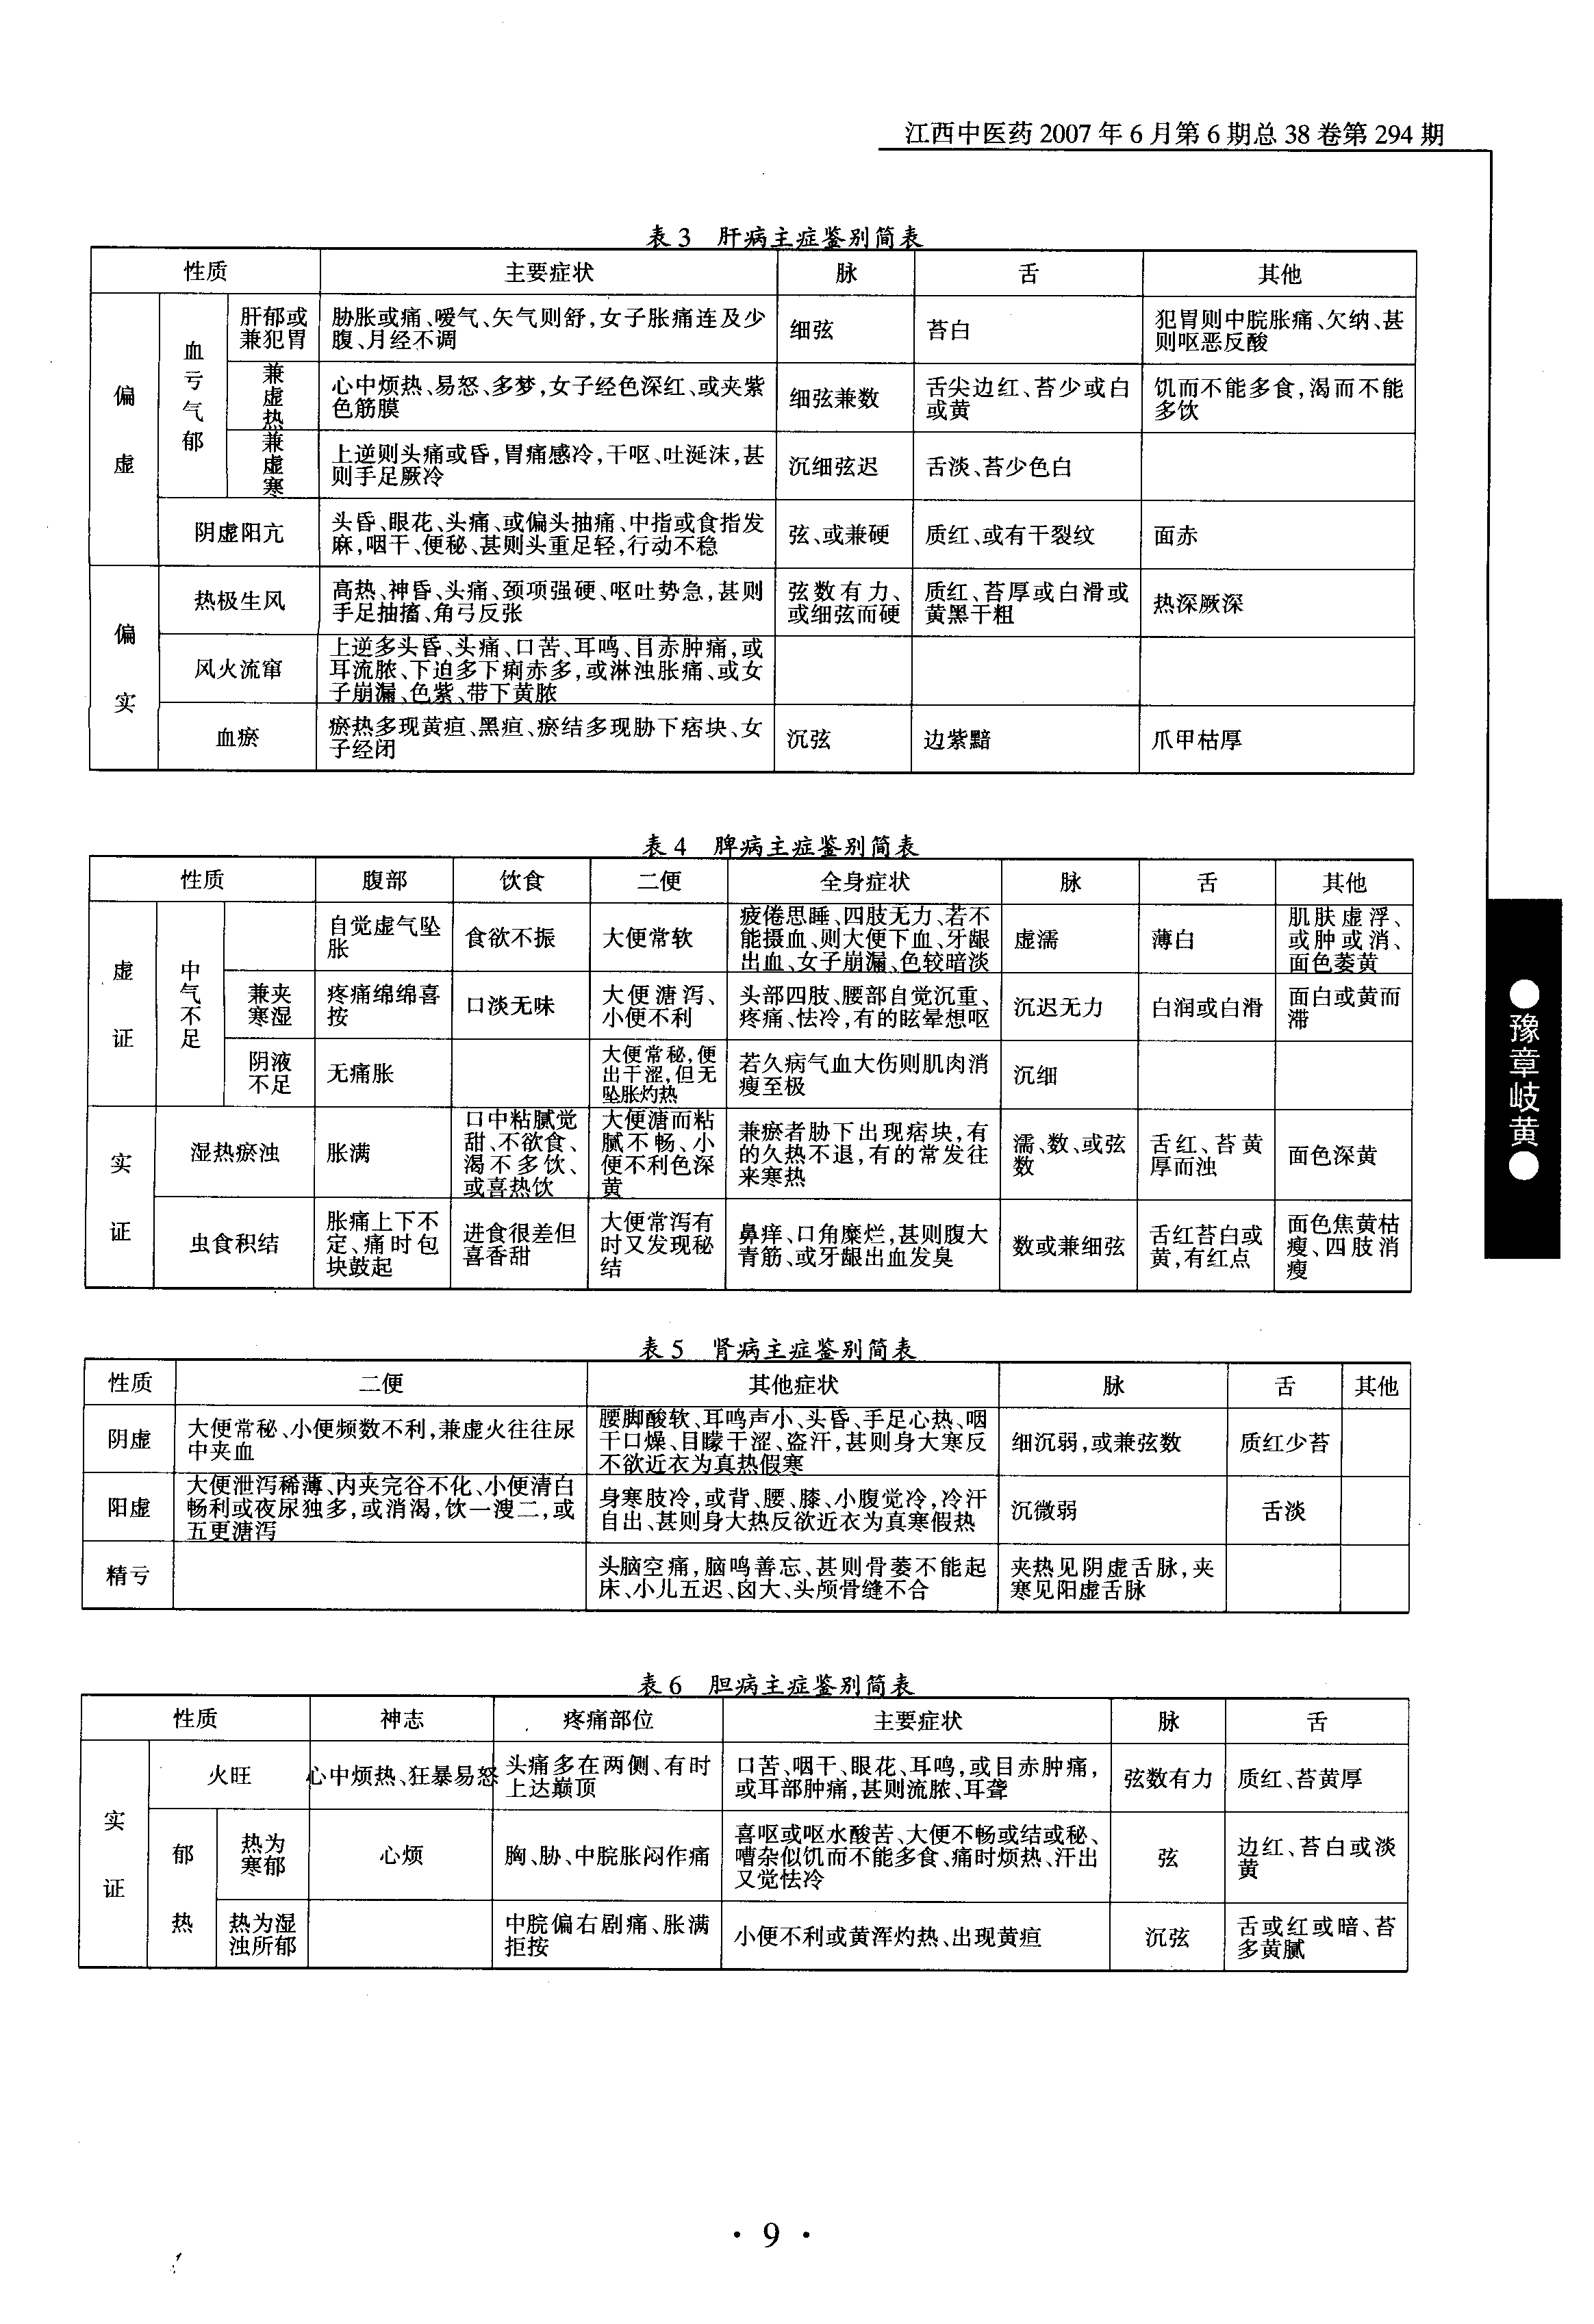 江西中医药 2007 年 6 月第 6 期总 38 卷第 294 期
表 3 肝病主症鉴别简表
性质 主要症状 脉 舌 其他
偏虚
血亏气郁
肝郁或
兼犯胃
胁胀或痛、嗳气、矢气则舒,女子胀痛连及少
腹、月经不调
细弦
苔白
犯胃则中脘胀痛、欠纳、甚
则呕恶反酸
兼虚热
心中烦热、易怒、多梦,女子经色深红、或夹紫
色筋膜
细弦兼数
舌尖边红、苔少或白
或黄
饥而不能多食,渴而不能
多饮
兼虚寒
上逆则头痛或昏,胃痛感冷,干呕、吐涎沫,甚
则手足厥冷
沉细弦迟
舌淡、苔少色白
阴虚阳亢
头昏、眼花、头痛、或偏头抽痛、中指或食指发
麻,咽干、便秘、甚则头重足轻,行动不稳
弦、或兼硬
质红、或有干裂纹
面赤
偏实
热极生风
高热、神昏、头痛、颈项强硬、呕吐势急,甚则
手足抽搐、角弓反张
弦数有力、
或细弦而硬
质红、苔厚或白滑或
黄黑干粗
热深厥深
风火流窜
上逆多头昏、头痛、口苦、耳鸣、目赤肿痛,或
耳流脓、下迫多下痢赤多,或淋浊胀痛、或女
子崩漏、色紫、带下黄脓
血瘀
瘀热多现黄疸、黑疸、瘀结多现胁下痞块、女
子经闭
沉弦
边紫黯
爪甲枯厚
表 4 脾病主症鉴别简表
性质 腹部 饮食 二便 全身症状 脉 舌 其他
虚证
中气不足
自觉虚气坠
胀
食欲不振
大便常软
疲倦思睡、四肢无力、若不
能摄血、则大便下血、牙龈
出血、女子崩漏、色较暗淡
虚濡
薄白
肌肤虚浮、
或肿或消、
面色萎黄
兼夹
寒湿
疼痛绵绵喜
按
口淡无味
大便溏泻、
小便不利
头部四肢、腰部自觉沉重、
疼痛、怯冷,有的眩晕想呕
沉迟无力
白润或白滑
面白或黄而
滞
阴液
不足
无痛胀
大便常秘,便
出干涩,但无
坠胀灼热
若久病气血大伤则肌肉消
瘦至极
沉细
实证
湿热瘀浊
胀满
口中粘腻觉
甜、不欲食、
渴不多饮、
或喜热饮
大便溏而粘
腻不畅、小
便不利色深
黄
兼瘀者胁下出现痞块,有
的久热不退,有的常发往
来寒热
濡、数、或弦
数
舌红、苔黄
厚而浊
面色深黄
虫食积结
胀痛上下不
定、痛时包
块鼓起
进食很差但
喜香甜
大便常泻有
时又发现秘
结
鼻痒、口角糜烂,甚则腹大
青筋、或牙龈出血发臭
数或兼细弦
舌红苔白或
黄,有红点
面色焦黄枯
瘦、四肢消
瘦
表 5 肾病主症鉴别简表
性质 二便 其他症状 脉 舌 其他
阴虚
大便常秘、小便频数不利,兼虚火往往尿
中夹血
腰脚酸软、耳鸣声小、头昏、手足心热、咽
干口燥、目矇干涩、盗汗,甚则身大寒反
不欲近衣为真热假寒
细沉弱,或兼弦数
质红少苔
阳虚
大便泄泻稀薄、内夹完谷不化、小便清白
畅利或夜尿独多,或消渴,饮一溲二,或
五更溏泻
身寒肢冷,或背、腰、膝、小腹觉冷,冷汗
自出、甚则身大热反欲近衣为真寒假热
沉微弱
舌淡
精亏
头脑空痛,脑鸣善忘、甚则骨萎不能起
床、小儿五迟、囟大、头颅骨缝不合
夹热见阴虚舌脉,夹
寒见阳虚舌脉
表 6 胆病主症鉴别简表
性质 神志 疼痛部位 主要症状 脉 舌
实证
火旺
心中烦热、狂暴易怒
头痛多在两侧、有时
上达巅顶
口苦、咽干、眼花、耳鸣,或目赤肿痛,
或耳部肿痛,甚则流脓、耳聋
弦数有力
质红、苔黄厚
郁热
热为
寒郁
心烦
胸、胁、中脘胀闷作痛
喜呕或呕水酸苦、大便不畅或结或秘、
嘈杂似饥而不能多食、痛时烦热、汗出
又觉怯冷
弦
边红、苔白或淡
黄
热为湿
浊所郁
中脘偏右剧痛、胀满
拒按
小便不利或黄浑灼热、出现黄疸
沉弦
舌或红或暗、苔
多黄腻
●豫章岐黄●
· 9 ·